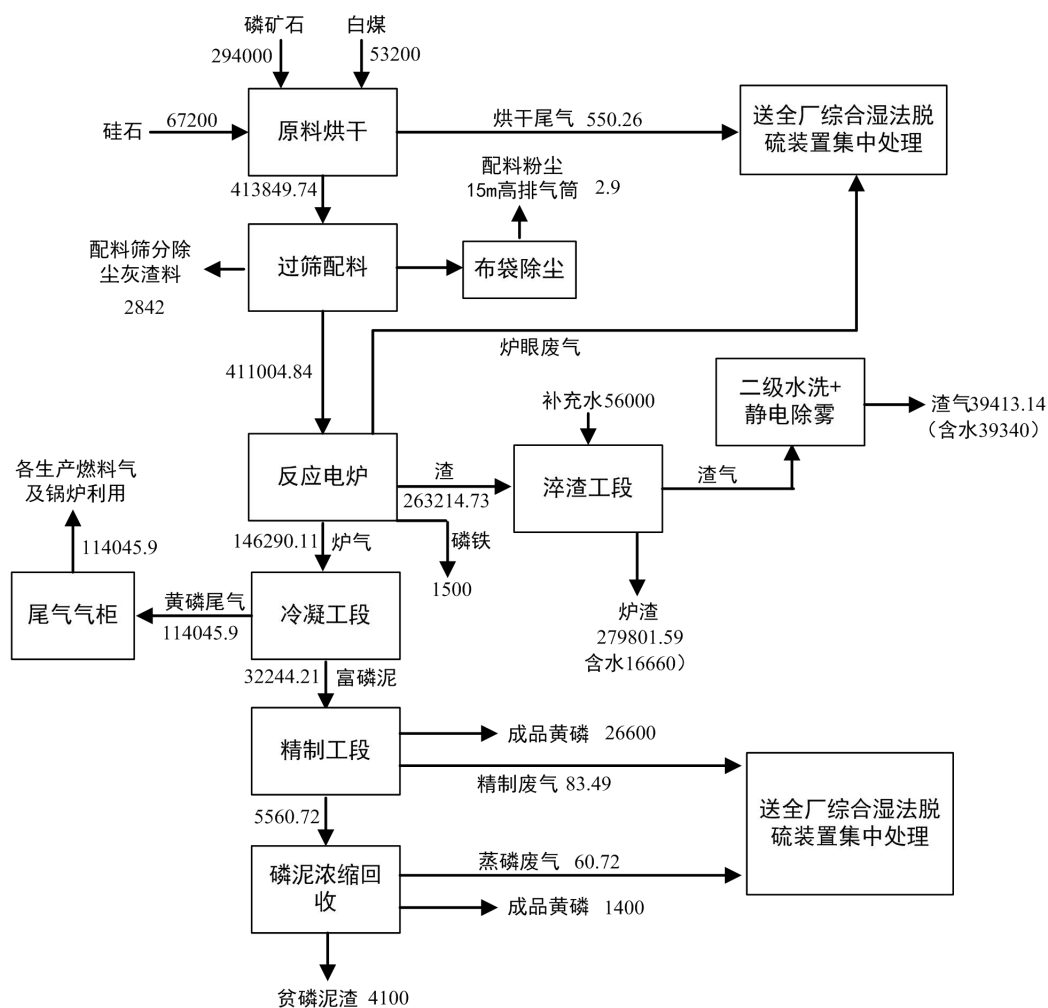 磷矿石
294000
白煤
53200
硅石
67200
原料烘干
烘干尾气 550.26
送全厂综合湿法脱
硫装置集中处理
413849.74
配料粉尘
15m高排气筒 2.9
配料筛分除
尘灰渣料
2842
过筛配料
布袋除尘
炉眼废气
411004.84
补充水56000
二级水洗+
静电除雾
渣气39413.14
（含水39340）
各生产燃料气
及锅炉利用
反应电炉
渣
263214.73
淬渣工段
渣气
114045.9
146290.11
炉气
磷铁
1500
尾气气柜
黄磷尾气
114045.9
冷凝工段
炉渣
279801.59
含水16660）
32244.21
富磷泥
精制工段
成品黄磷 26600
精制废气 83.49
送全厂综合湿法脱
硫装置集中处理
5560.72
磷泥浓缩回
收
蒸磷废气 60.72
成品黄磷 1400
贫磷泥渣 4100